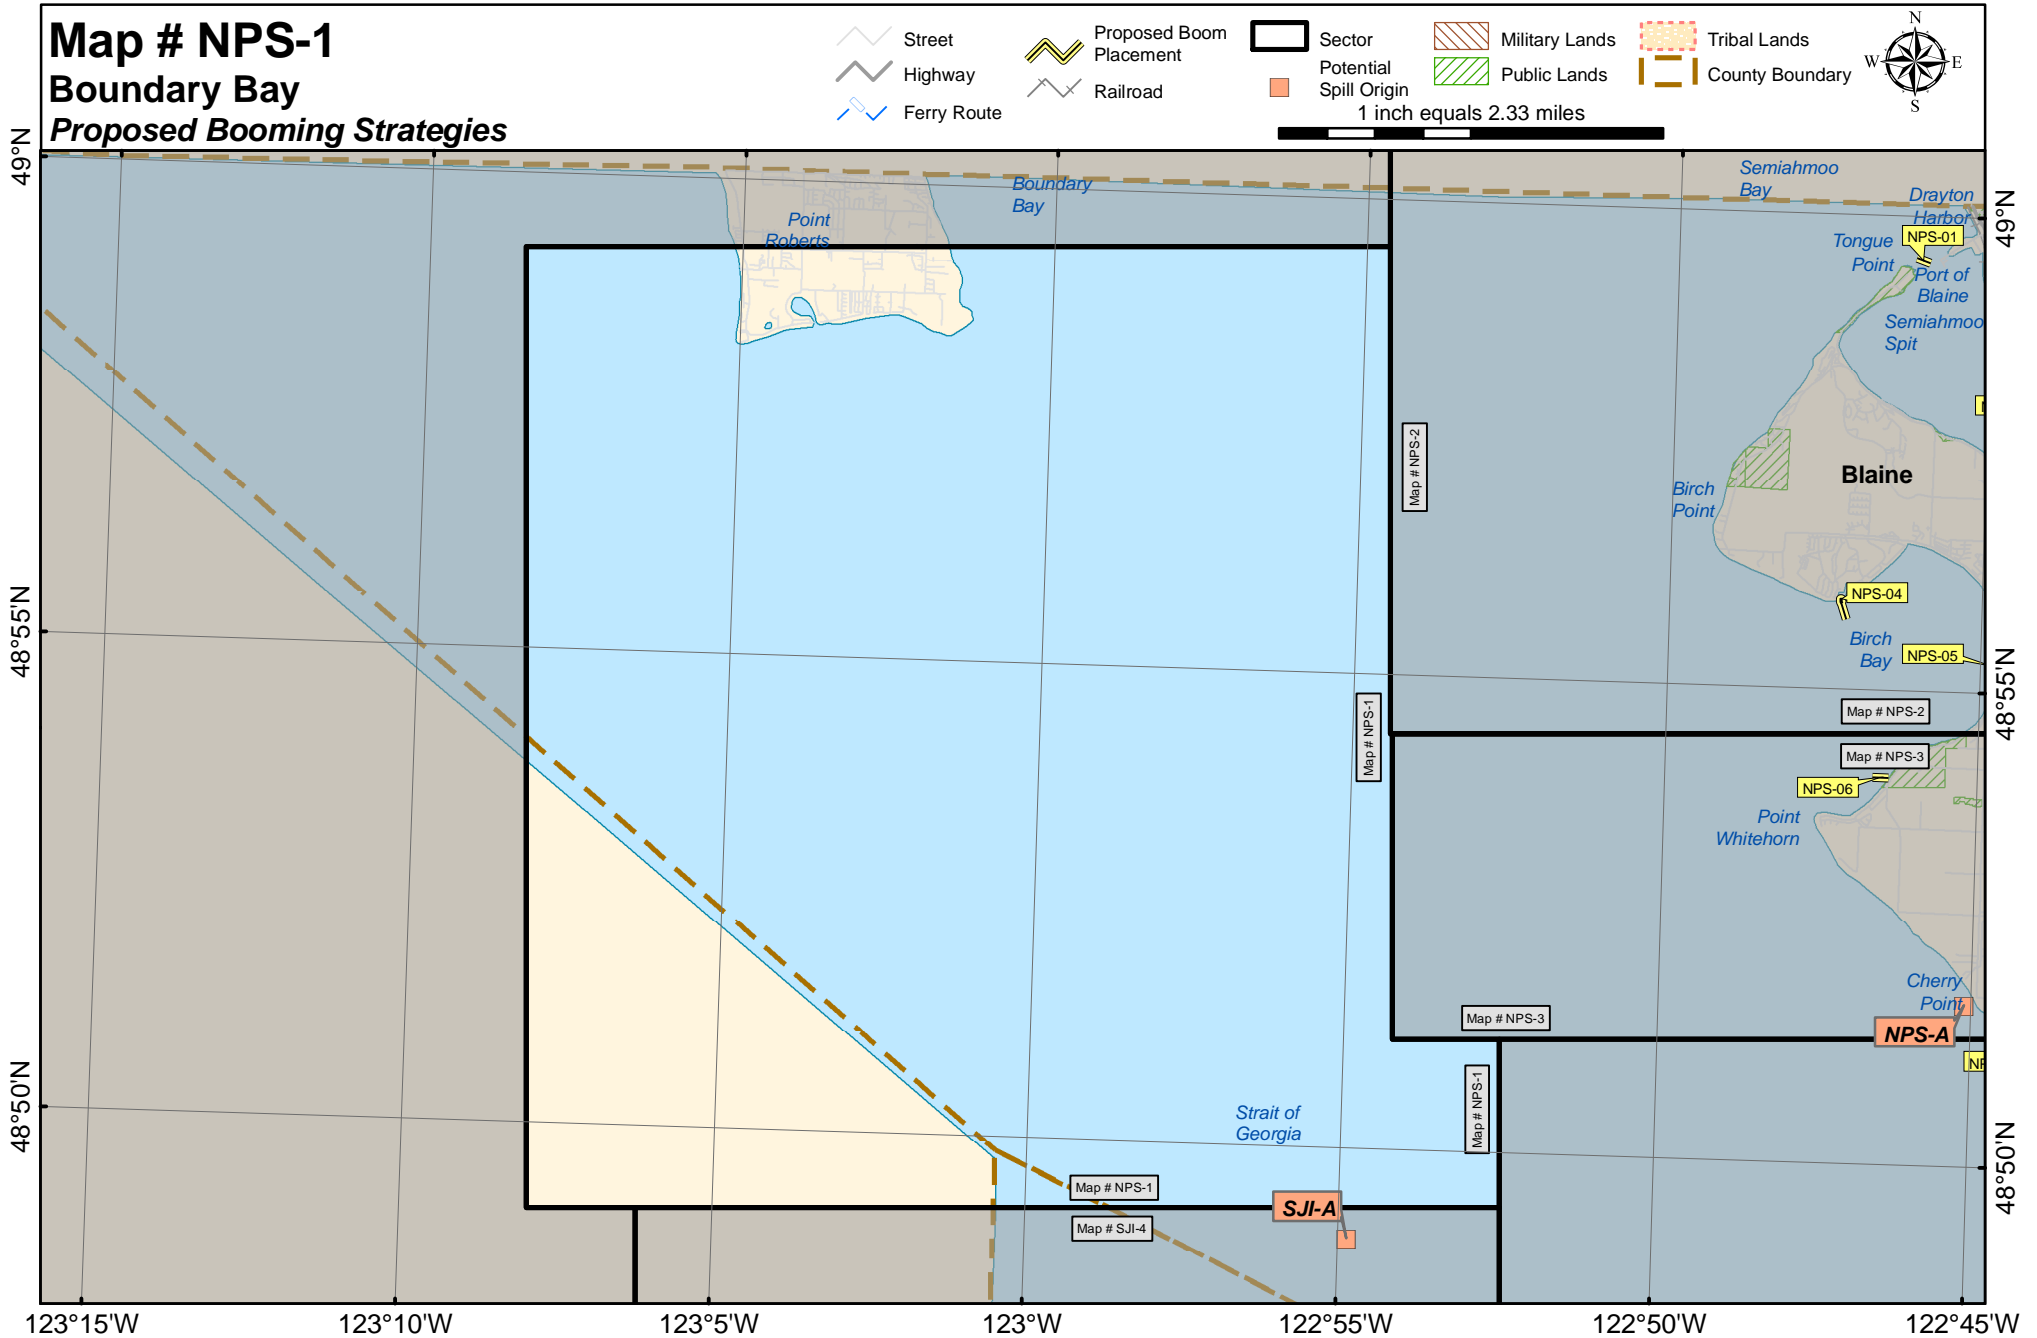 Map # NPS-1
Boundary Bay
Proposed Booming Strategies
Street
Highway
Ferry Route
Proposed Boom
Placement
Railroad
Sector
Potential
Spill Origin
Military Lands
Public Lands
Tribal Lands
County Boundary
1 inch equals 2.33 miles
N
W
E
S
49°N
48°55'N
48°50'N
49°N
48°55'N
48°50'N
Point
Roberts
Boundary
Bay
Semiahmoo
Bay
Drayton
Harbor
NPS-01
Tongue
Point
Port of
Blaine
Semiahmoo
Spit
Map # NPS-2
Blaine
Birch
Point
NPS-04
Birch
Bay
NPS-05
Map # NPS-1
Map # NPS-2
Map # NPS-3
NPS-06
Point
Whitehorn
Cherry
Point
Map # NPS-3
NPS-A
Map # NPS-1
Strait of
Georgia
Map # NPS-1
SJI-A
Map # SJI-4
123°15'W
123°10'W
123°5'W
123°W
122°55'W
122°50'W
122°45'W